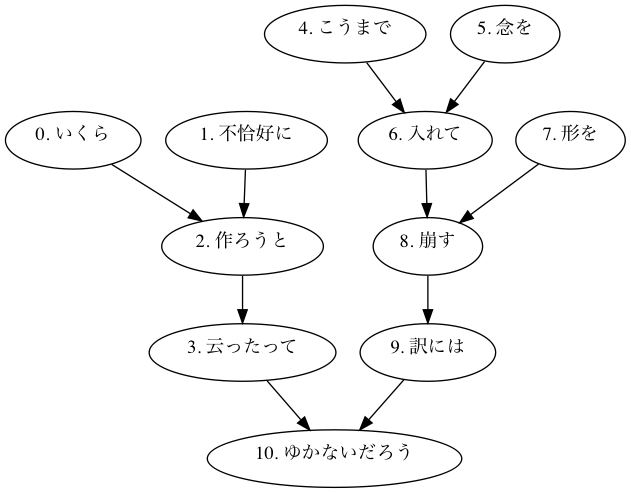 4. こうまで
5. 念を
0. いくら
1. 不恰好に
6. 入れて
7. 形を
2. 作ろうと
8. 崩す
3. 云ったって
9. 訳には
10. ゆかないだろう